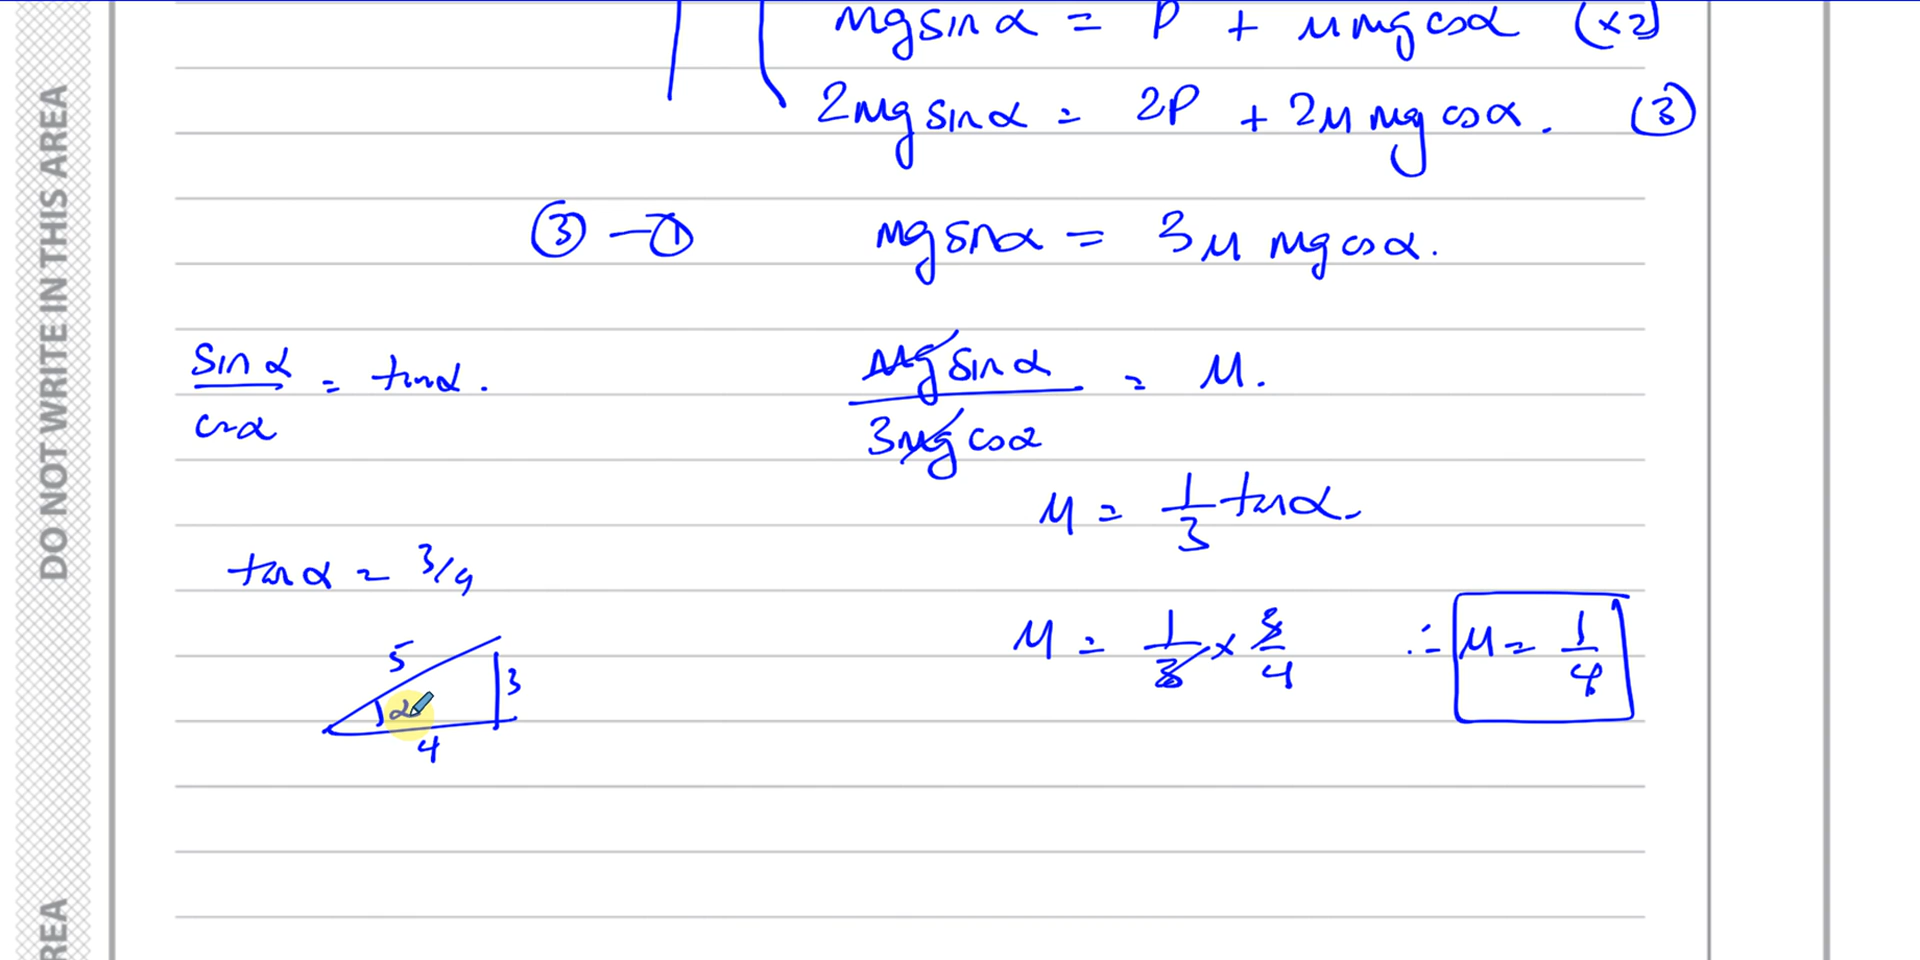 mg sin α = P + μ mg cos α (×2)
2mg sin α = 2P + 2μ mg cos α. (3)
(3) - (1) mg sin α = 3μ mg cos α.
sin α / cos α = tan α.
mg sin α / 3mg cos α = μ.
μ = 1/3 tan α.
tan α = 3/4
μ = 1/3 × 3/4 ∴ μ = 1/4
5
3
α
4
DO NOT WRITE IN THIS AREA
REA